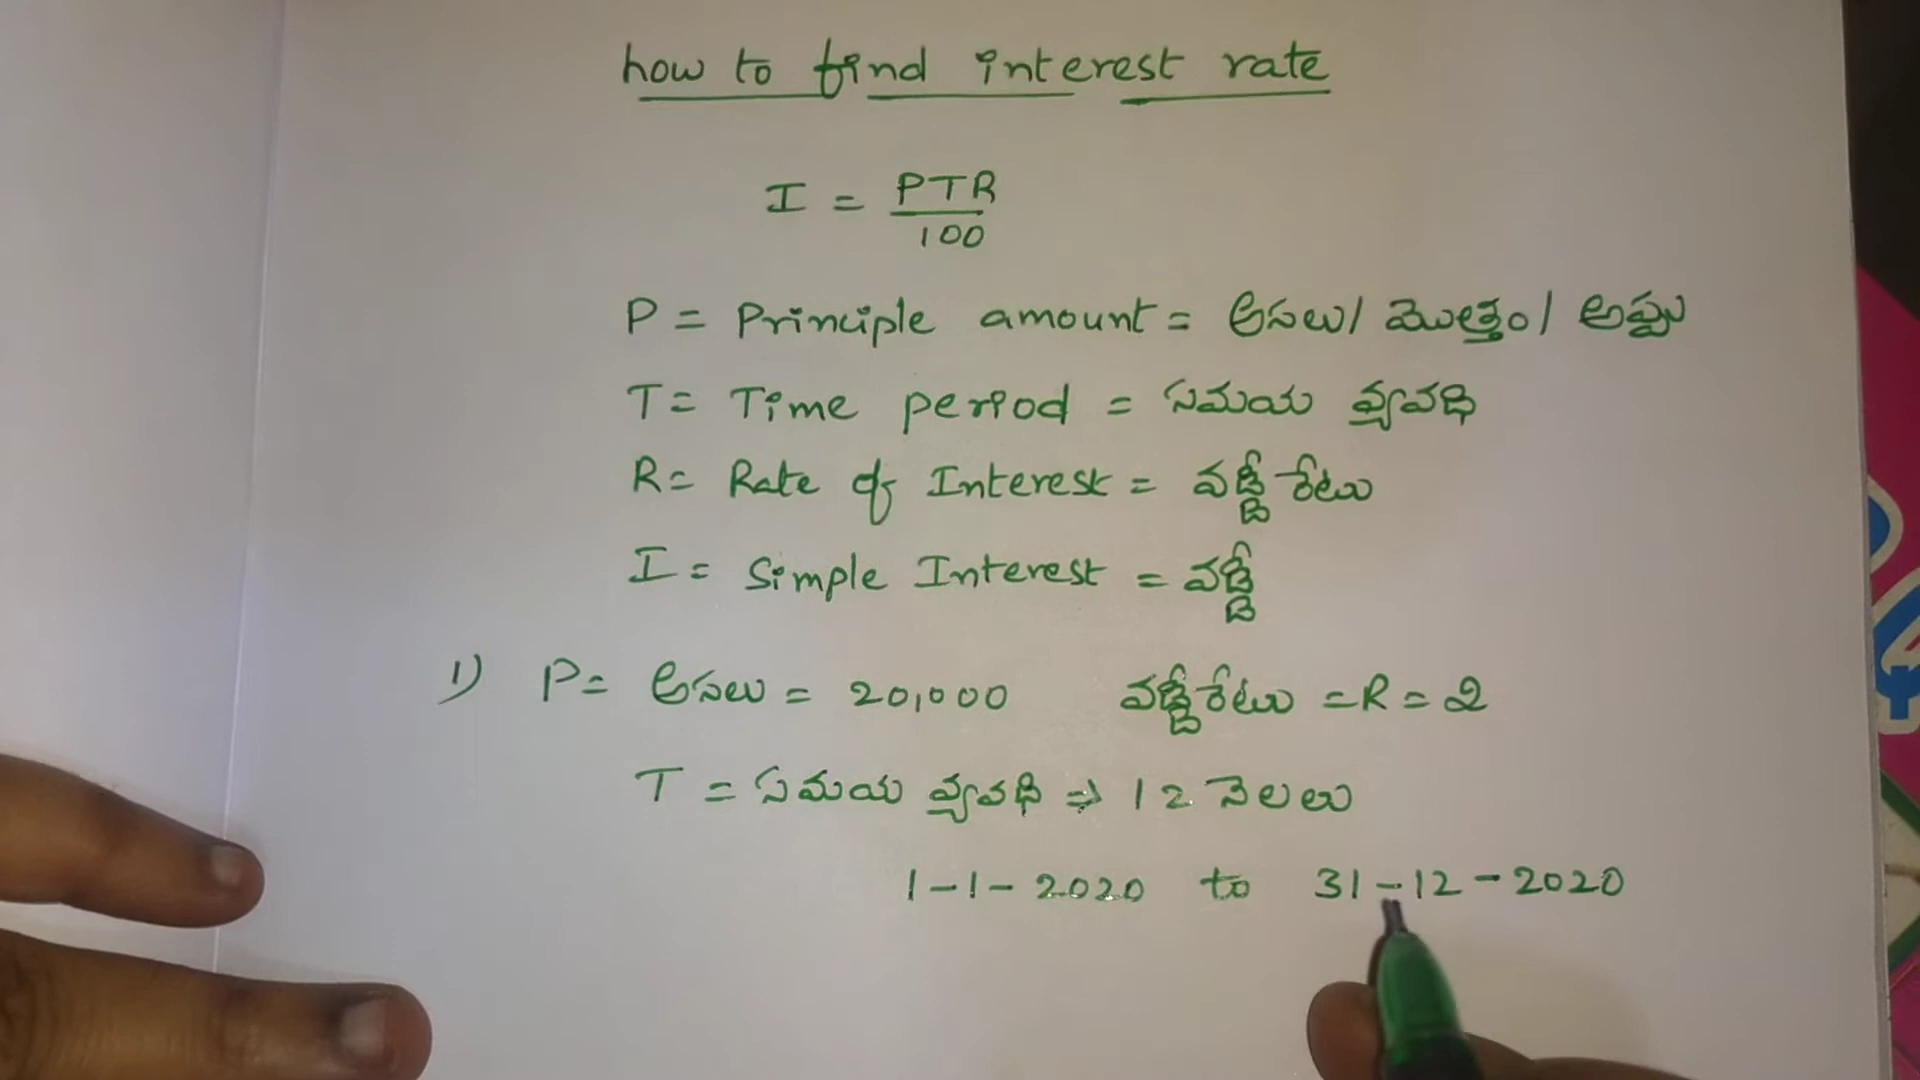 how to find interest rate
I = PTR
100
P = Principle amount = అసలు/ మొత్తం/ అప్పు
T = Time period = సమయ వ్యవధి
R = Rate of Interest = వడ్డీ రేటు
I = Simple Interest = వడ్డీ
1) P = అసలు = 20,000 వడ్డీరేటు = R = 2
T = సమయ వ్యవధి ⇒ 12 నెలలు
1-1-2020 to 31-12-2020